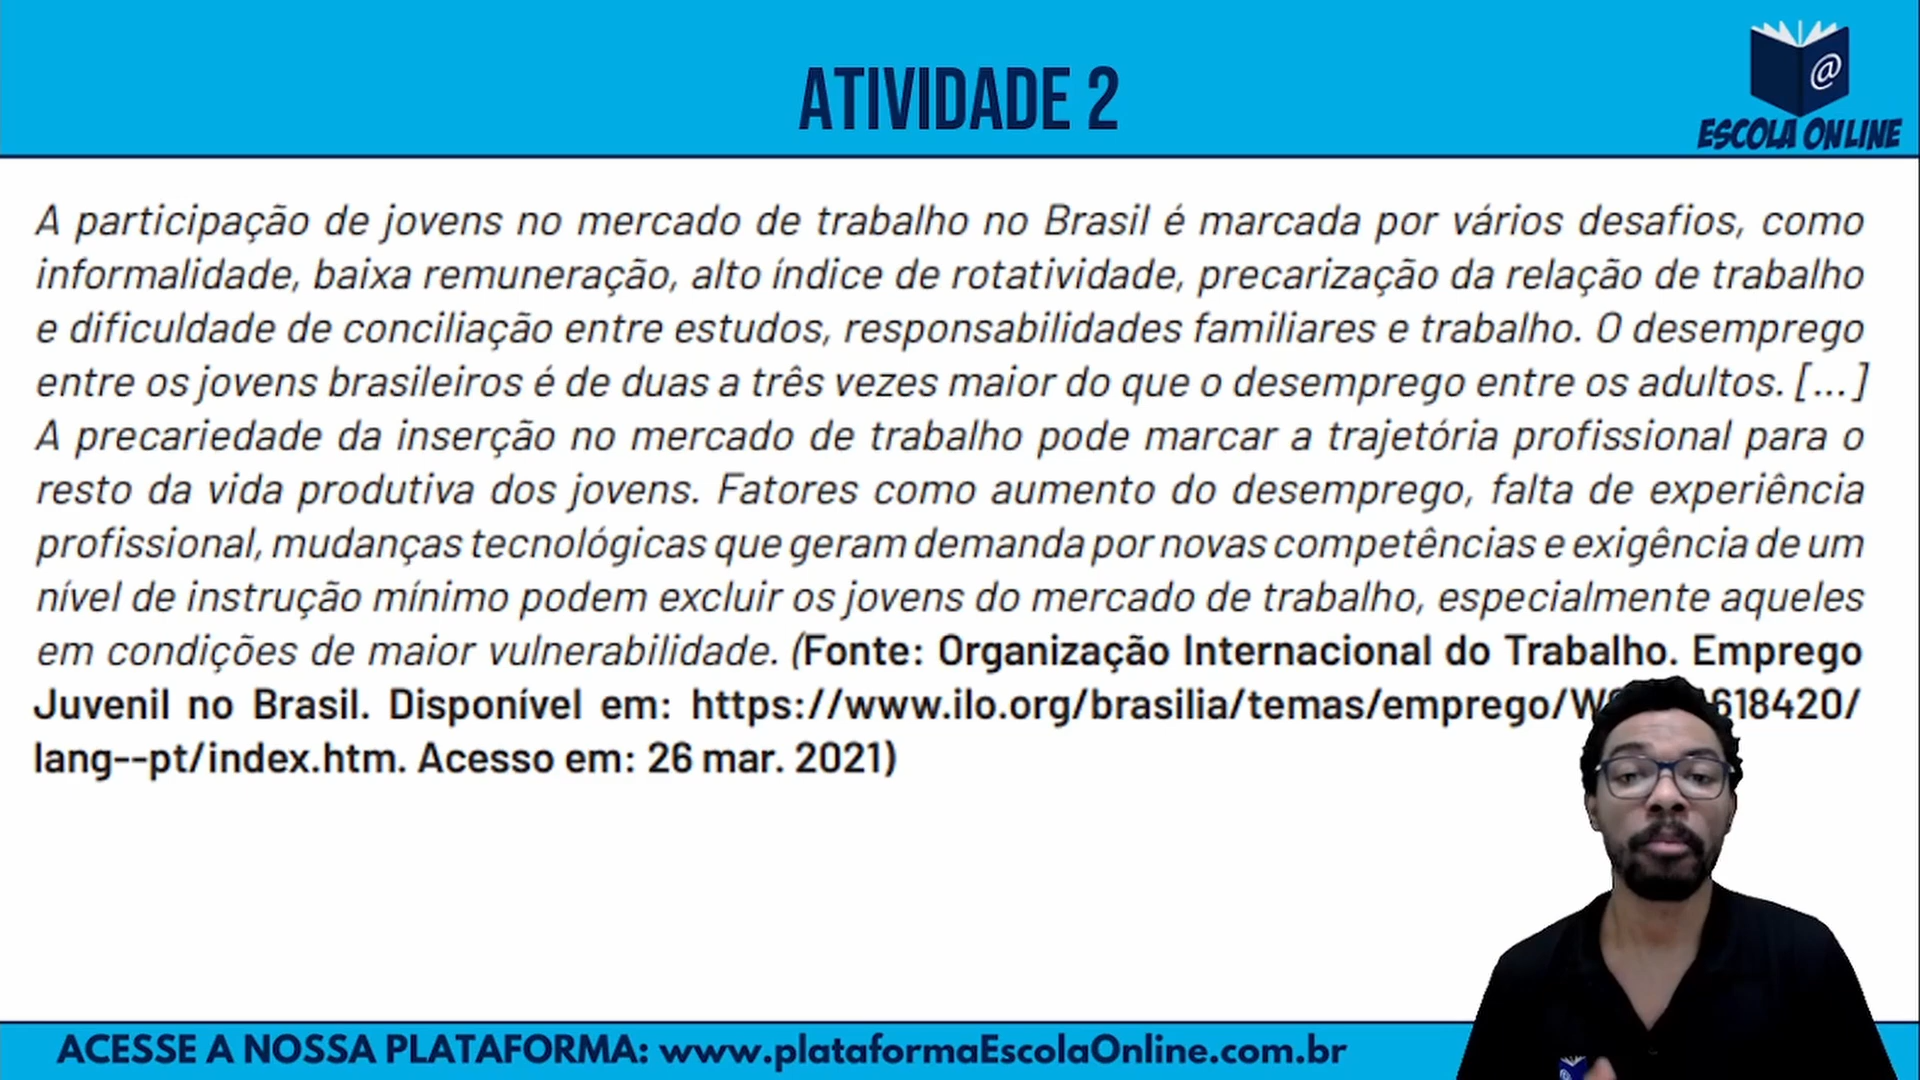 ATIVIDADE 2
@
ESCOLA ONLINE
A participação de jovens no mercado de trabalho no Brasil é marcada por vários desafios, como
informalidade, baixa remuneração, alto índice de rotatividade, precarização da relação de trabalho
e dificuldade de conciliação entre estudos, responsabilidades familiares e trabalho. O desemprego
entre os jovens brasileiros é de duas a três vezes maior do que o desemprego entre os adultos. [...]
A precariedade da inserção no mercado de trabalho pode marcar a trajetória profissional para o
resto da vida produtiva dos jovens. Fatores como aumento do desemprego, falta de experiência
profissional, mudanças tecnológicas que geram demanda por novas competências e exigência de um
nível de instrução mínimo podem excluir os jovens do mercado de trabalho, especialmente aqueles
em condições de maior vulnerabilidade. (Fonte: Organização Internacional do Trabalho. Emprego
Juvenil no Brasil. Disponível em: https://www.ilo.org/brasilia/temas/emprego/ 618420/
lang--pt/index.htm. Acesso em: 26 mar. 2021)
ACESSE A NOSSA PLATAFORMA: www.plataformaEscolaOnline.com.br